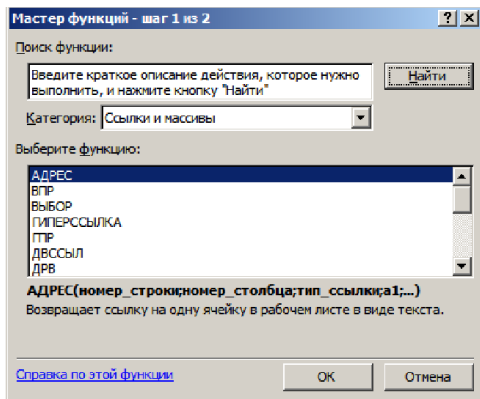 Мастер функций - шаг 1 из 2
Поиск функции:
Введите краткое описание действия, которое нужно
выполнить, и нажмите кнопку "Найти"
Найти
Категория: Ссылки и массивы
Выберите функцию:
АДРЕС
ВПР
ВЫБОР
ГИПЕРССЫЛКА
ГПР
ДВССЫЛ
ДРВ
АДРЕС(номер_строки;номер_столбца;тип_ссылки;a1;...)
Возвращает ссылку на одну ячейку в рабочем листе в виде текста.
Справка по этой функции
ОК
Отмена